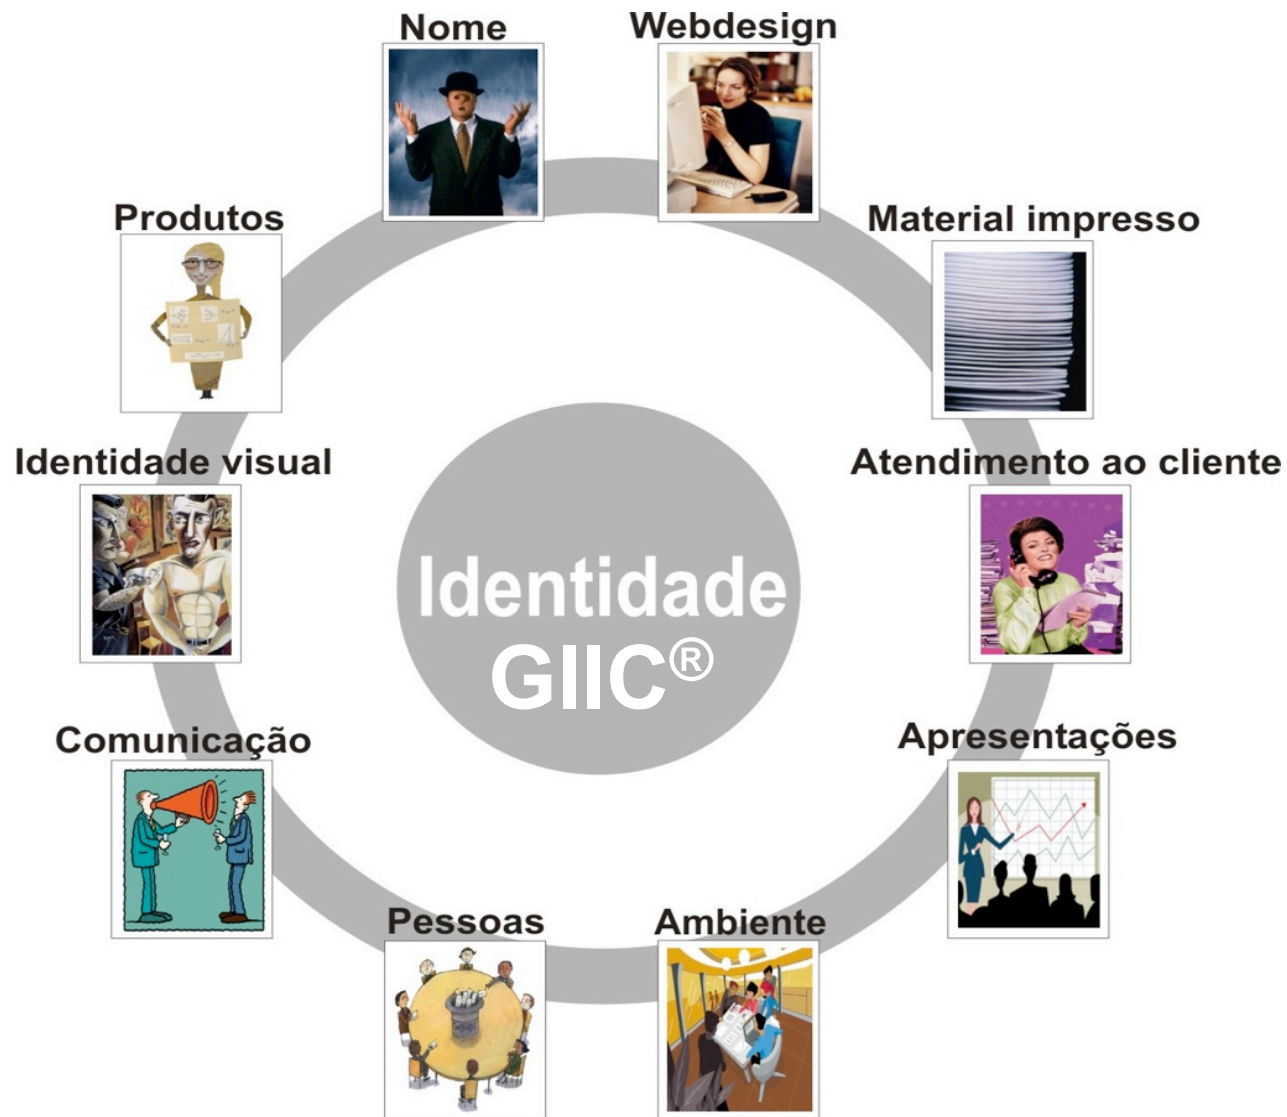 Nome
Webdesign
Produtos
Material impresso
Identidade visual
Atendimento ao cliente
Identidade
GIIC®
Comunicação
Apresentações
Pessoas
Ambiente